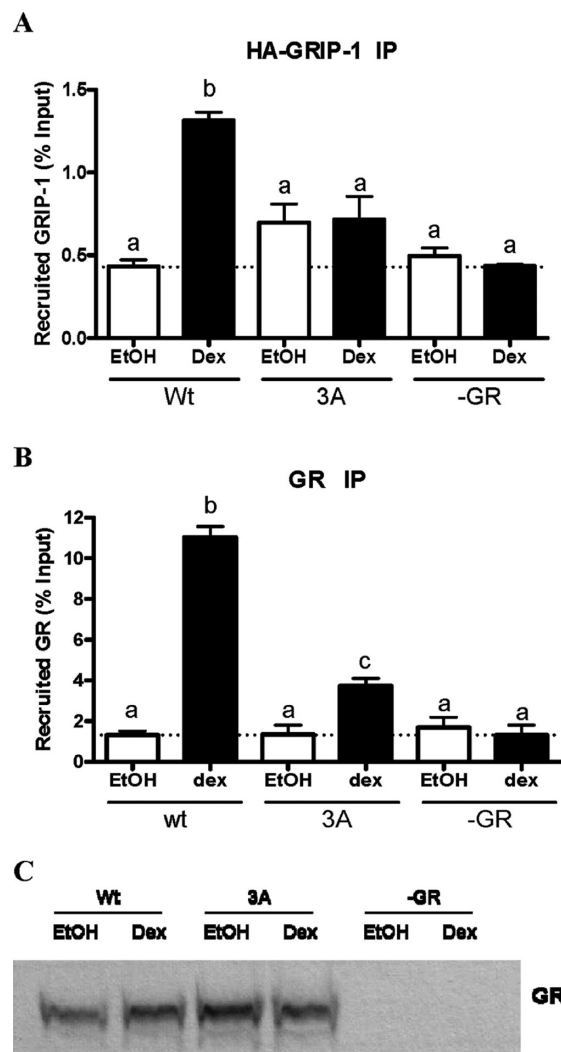 A
HA-GRIP-1 IP
Recruited GRIP-1 (% Input)
1.5
1.0
0.5
0.0
a b a a a a
EtOH Dex EtOH Dex EtOH Dex
Wt 3A -GR
B
GR IP
Recruited GR (% Input)
12
10
8
6
4
2
0
a b a c a a
EtOH dex EtOH dex EtOH dex
wt 3A -GR
C
Wt 3A -GR
EtOH Dex EtOH Dex EtOH Dex
GR